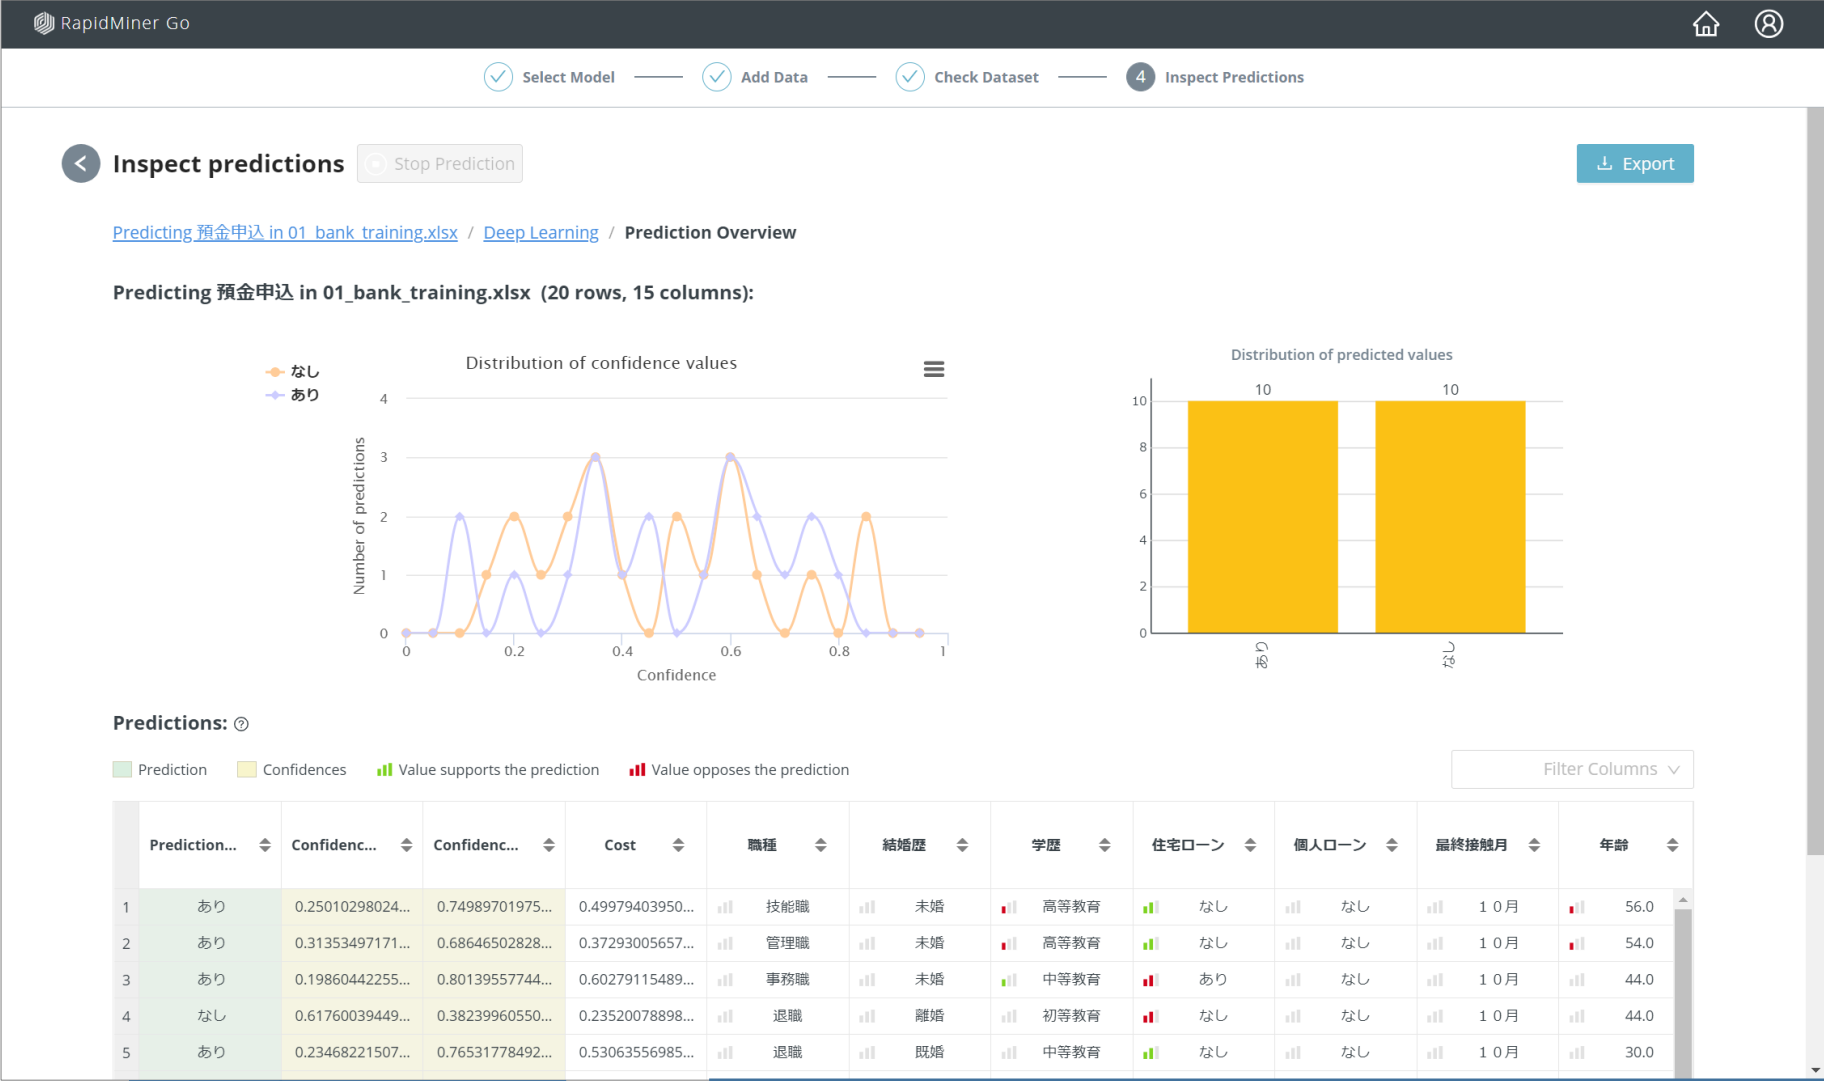 RapidMiner Go
Select Model Add Data Check Dataset 4 Inspect Predictions
Inspect predictions Stop Prediction Export
Predicting 預金申込 in 01_bank_training.xlsx / Deep Learning / Prediction Overview
Predicting 預金申込 in 01_bank_training.xlsx (20 rows, 15 columns):
なし
あり
Distribution of confidence values
Number of predictions
4
3
2
1
0
0 0.2 0.4 0.6 0.8 1
Confidence
Distribution of predicted values
10 10
10
8
6
4
2
0
あり なし
Predictions: ?
Prediction Confidences Value supports the prediction Value opposes the prediction Filter Columns
Prediction... Confidenc... Confidenc... Cost 職種 結婚歴 学歴 住宅ローン 個人ローン 最終接触月 年齢
1 あり 0.25010298024... 0.74989701975... 0.49979403950... 技能職 未婚 高等教育 なし なし １０月 56.0
2 あり 0.31353497171... 0.68646502828... 0.37293005657... 管理職 未婚 高等教育 なし なし １０月 54.0
3 あり 0.19860442255... 0.80139557744... 0.60279115489... 事務職 未婚 中等教育 あり なし １０月 44.0
4 なし 0.61760039449... 0.38239960550... 0.23520078898... 退職 離婚 初等教育 なし なし １０月 44.0
5 あり 0.23468221507... 0.76531778492... 0.53063556985... 退職 既婚 中等教育 なし なし １０月 30.0